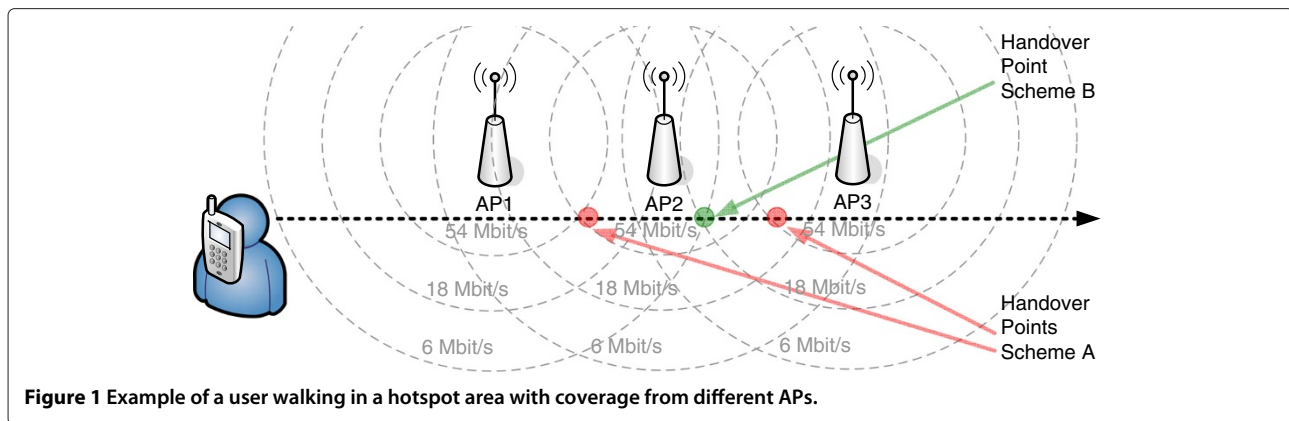 Handover
Point
Scheme B
AP1
AP2
AP3
54 Mbit/s
54 Mbit/s
54 Mbit/s
18 Mbit/s
18 Mbit/s
18 Mbit/s
6 Mbit/s
6 Mbit/s
6 Mbit/s
Handover
Points
Scheme A
Figure 1 Example of a user walking in a hotspot area with coverage from different APs.